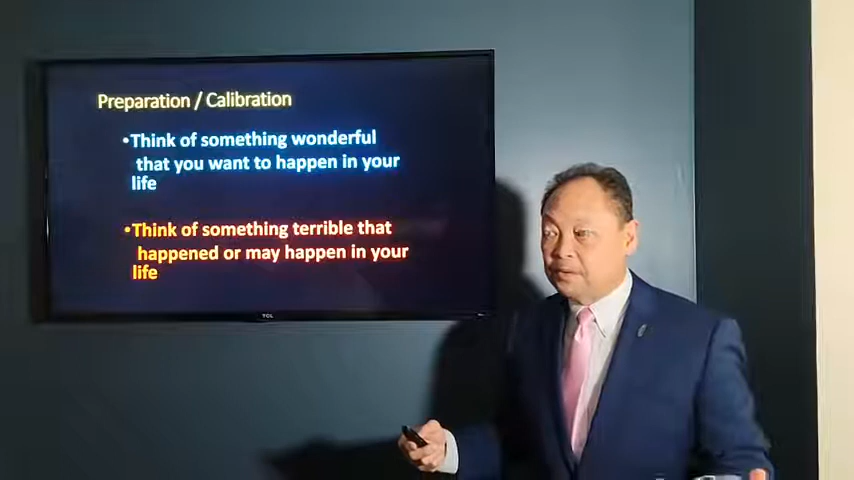 Preparation / Calibration
•Think of something wonderful
that you want to happen in your
life
•Think of something terrible that
happened or may happen in your
life
TCL